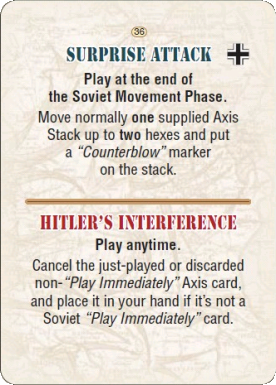 36
SURPRISE ATTACK
Play at the end of
the Soviet Movement Phase.
Move normally one supplied Axis
Stack up to two hexes and put
a “Counterblow” marker
on the stack.
HITLER’S INTERFERENCE
Play anytime.
Cancel the just-played or discarded
non-“Play Immediately” Axis card,
and place it in your hand if it’s not a
Soviet “Play Immediately” card.